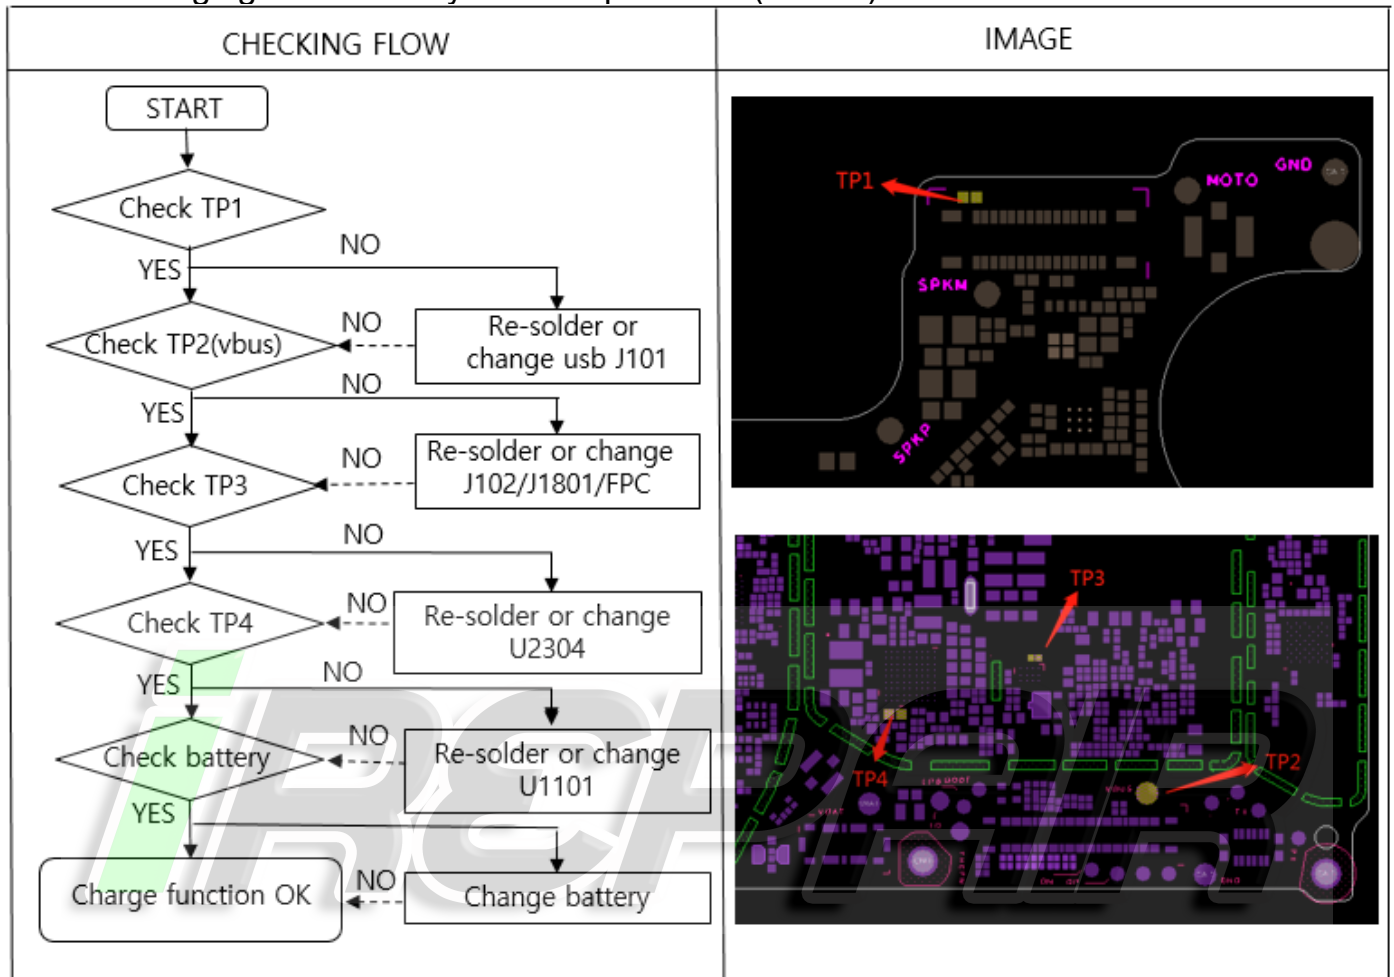 CHECKING FLOW
IMAGE
START
Check TP1
NO
YES
Re-solder or
change usb J101
NO
Check TP2(vbus)
NO
YES
Re-solder or change
J102/J1801/FPC
NO
Check TP3
NO
YES
Re-solder or change
U2304
NO
Check TP4
NO
YES
Re-solder or change
U1101
NO
Check battery
YES
Change battery
NO
Charge function OK
TP1
MOTO
GND
SPKM
SPKP
TP3
TP4
TP2
VBUS
iREPAIR